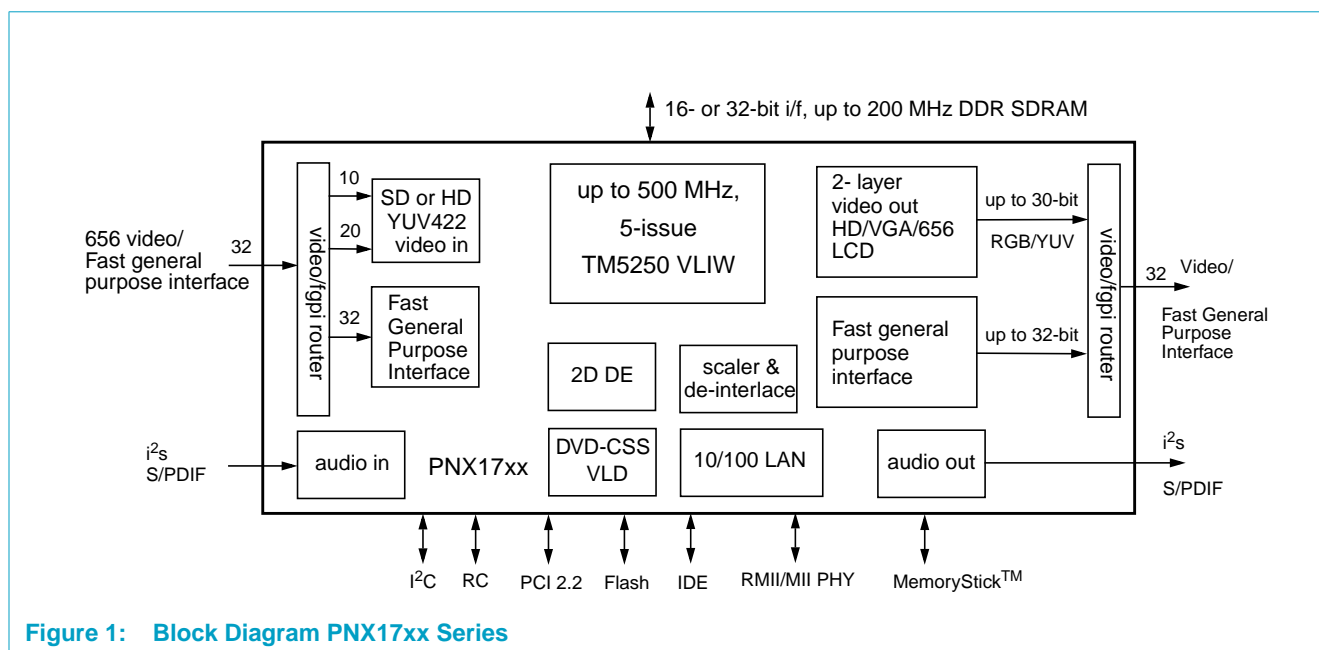 16- or 32-bit i/f, up to 200 MHz DDR SDRAM
656 video/
Fast general
purpose interface
32
video/fgpi router
10
20
SD or HD
YUV422
video in
32
Fast
General
Purpose
Interface
up to 500 MHz,
5-issue
TM5250 VLIW
2- layer
video out
HD/VGA/656
LCD
up to 30-bit
RGB/YUV
Fast general
purpose
interface
up to 32-bit
video/fgpi router
32 Video/
Fast General
Purpose
Interface
2D DE
scaler &
de-interlace
i²s
S/PDIF
audio in
PNX17xx
DVD-CSS
VLD
10/100 LAN
audio out
i²s
S/PDIF
I²C
RC
PCI 2.2
Flash
IDE
RMII/MII PHY
MemoryStick™
Figure 1: Block Diagram PNX17xx Series